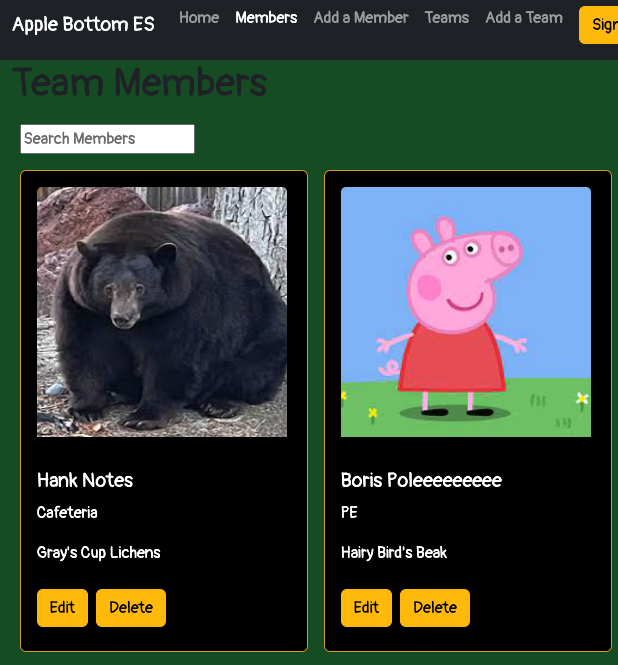 Apple Bottom ES Home Members Add a Member Teams Add a Team Sign
Team Members
Search Members
Hank Notes
Cafeteria
Gray's Cup Lichens
Edit Delete
Boris Poleeeeeeeee
PE
Hairy Bird's Beak
Edit Delete